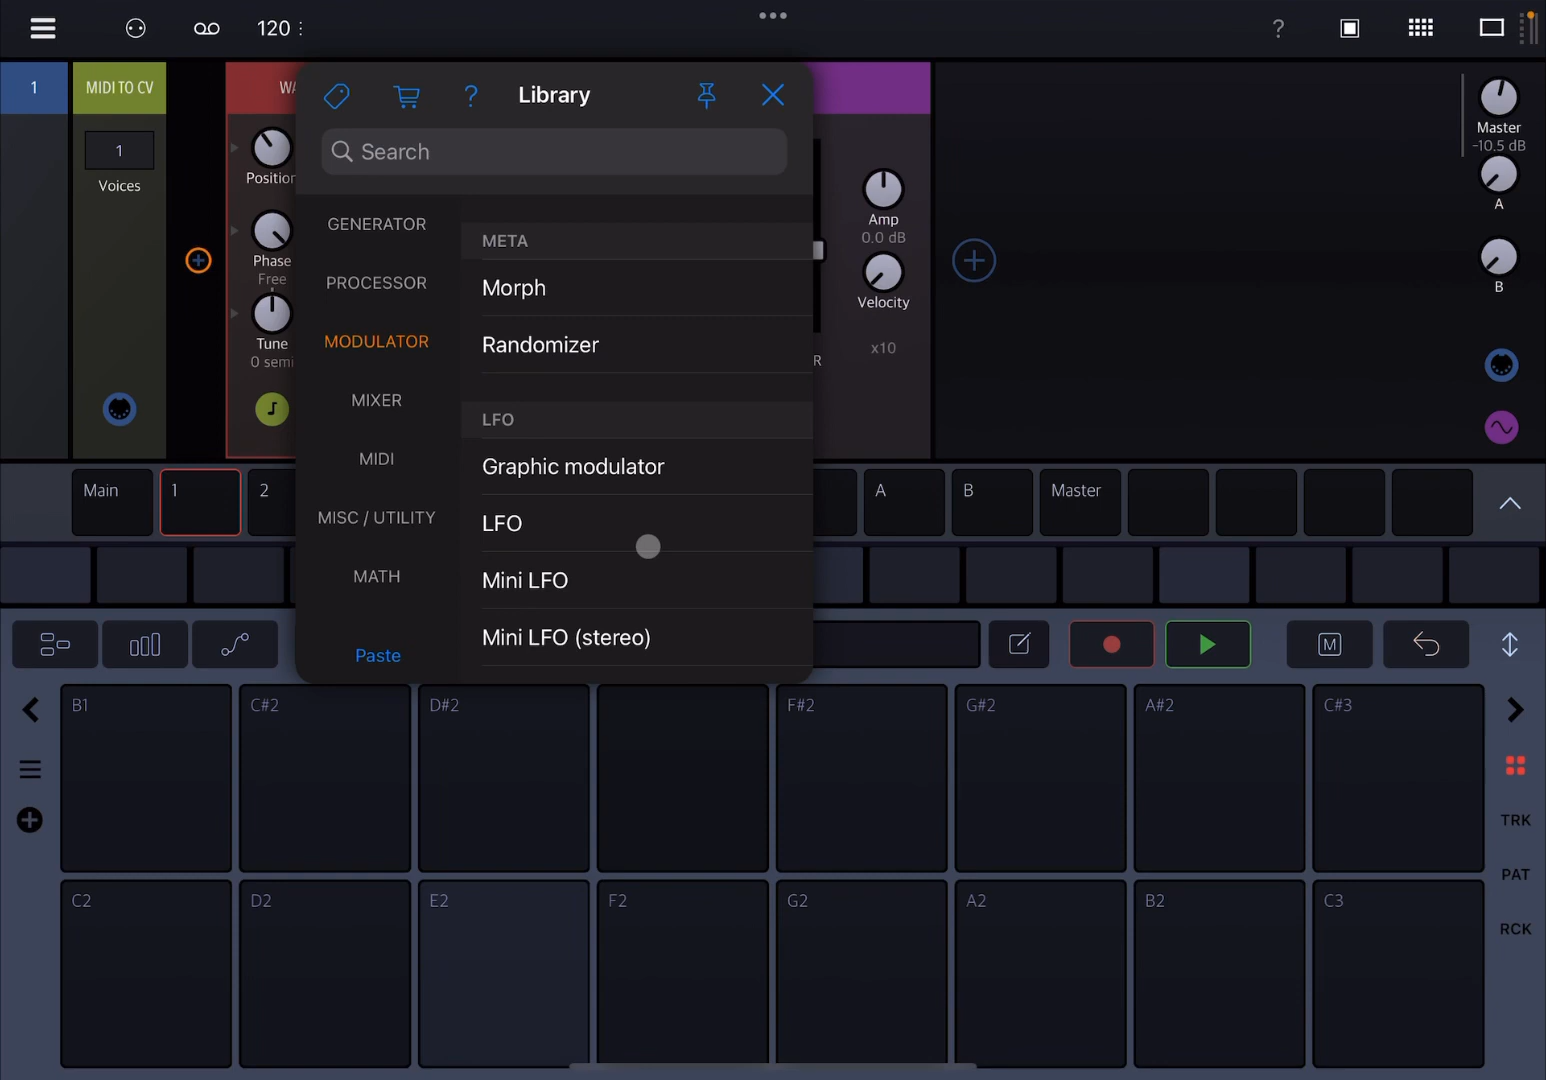 120
?
1
MIDI TO CV
WA
1
Voices
Position
Phase
Free
Tune
0 semi
?
Library
Search
GENERATOR
PROCESSOR
MODULATOR
MIXER
MIDI
MISC / UTILITY
MATH
Paste
META
Morph
Randomizer
LFO
Graphic modulator
LFO
Mini LFO
Mini LFO (stereo)
R
Amp
0.0 dB
Velocity
x10
Master
-10.5 dB
A
B
Main
1
2
A
B
Master
M
B1
C#2
D#2
F#2
G#2
A#2
C#3
C2
D2
E2
F2
G2
A2
B2
C3
TRK
PAT
RCK